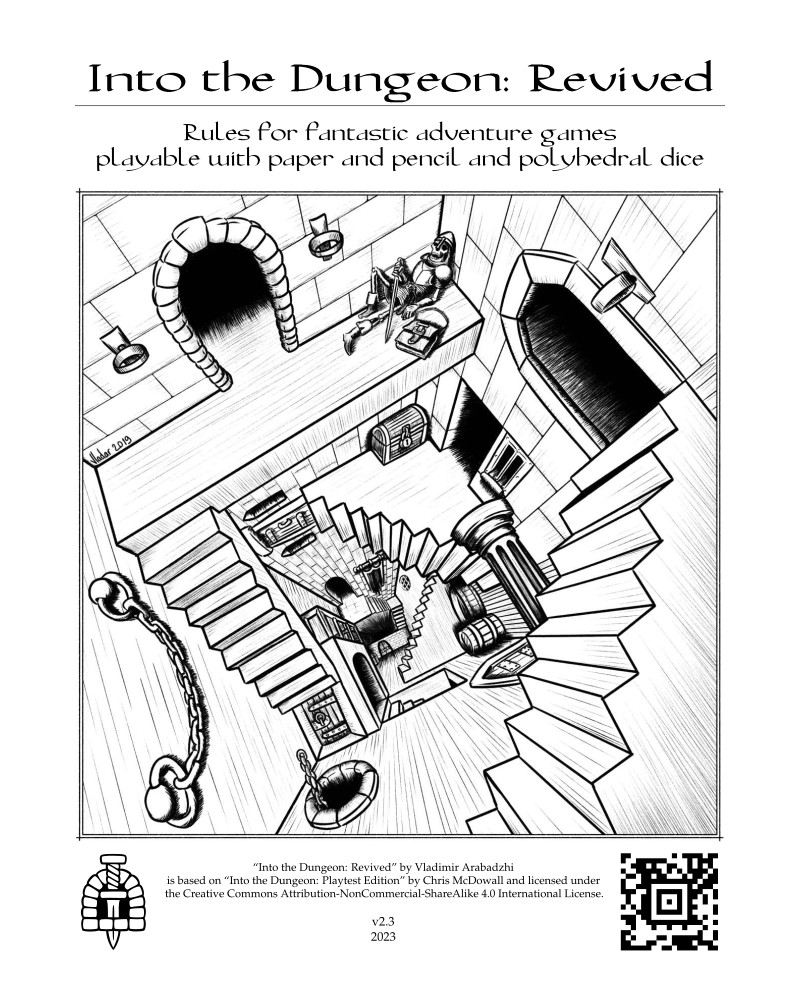 Into the Dungeon: Revived
Rules for fantastic adventure games
playable with paper and pencil and polyhedral dice
Vladar 2019
“Into the Dungeon: Revived” by Vladimir Arabadzhi
is based on “Into the Dungeon: Playtest Edition” by Chris McDowall and licensed under
the Creative Commons Attribution-NonCommercial-ShareAlike 4.0 International License.
v2.3
2023